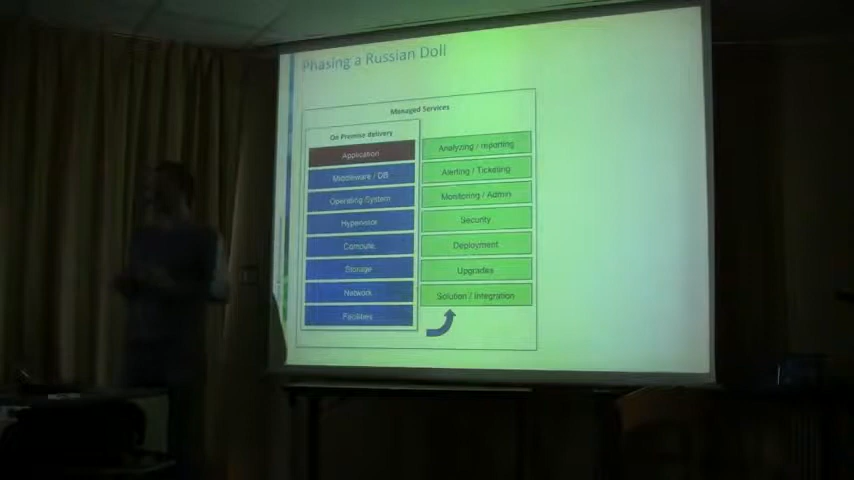 Phasing a Russian Doll
Managed Services
On Premise delivery
Application
Middleware / DB
Operating System
Hypervisor
Compute
Storage
Network
Facilities
Analyzing / reporting
Alerting / Ticketing
Monitoring / Admin
Security
Deployment
Upgrades
Solution / Integration